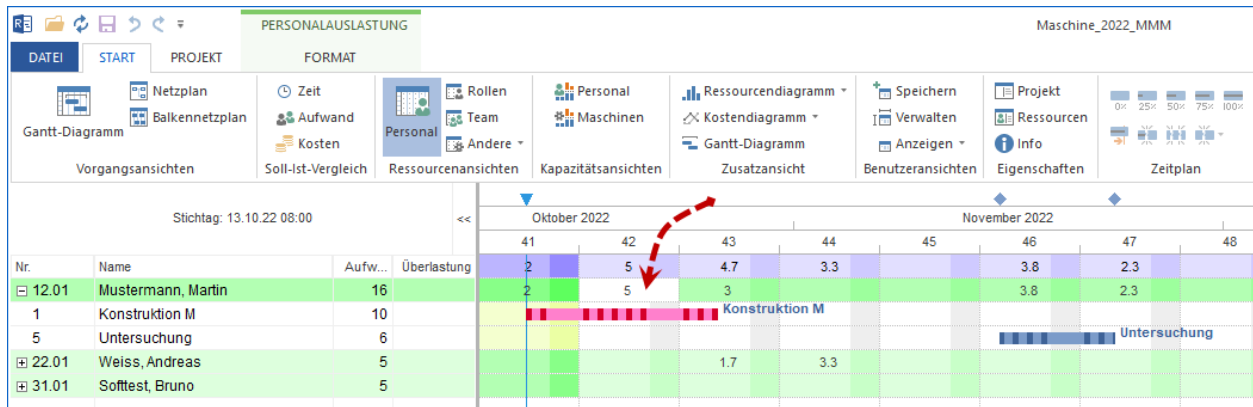 PERSONALAUSLASTUNG
Maschine_2022_MMM
DATEI START PROJEKT FORMAT
Netzplan Zeit Rollen Personal Ressourcendiagramm Speichern Projekt
0% 25% 50% 75% 100%
Balkennetzplan Aufwand Team Maschinen Kostendiagramm Verwalten Ressourcen
Gantt-Diagramm Personal
Kosten Andere Gantt-Diagramm Anzeigen Info
Vorgangsansichten Soll-Ist-Vergleich Ressourcenansichten Kapazitätsansichten Zusatzansicht Benutzeransichten Eigenschaften Zeitplan
Stichtag: 13.10.22 08:00 << Oktober 2022 November 2022
41 42 43 44 45 46 47 48
Nr. Name Aufw... Überlastung 2 5 4.7 3.3 3.8 2.3
12.01 Mustermann, Martin 16 2 5 3 3.8 2.3
1 Konstruktion M 10 Konstruktion M
5 Untersuchung 6 Untersuchung
22.01 Weiss, Andreas 5 1.7 3.3
31.01 Softtest, Bruno 5